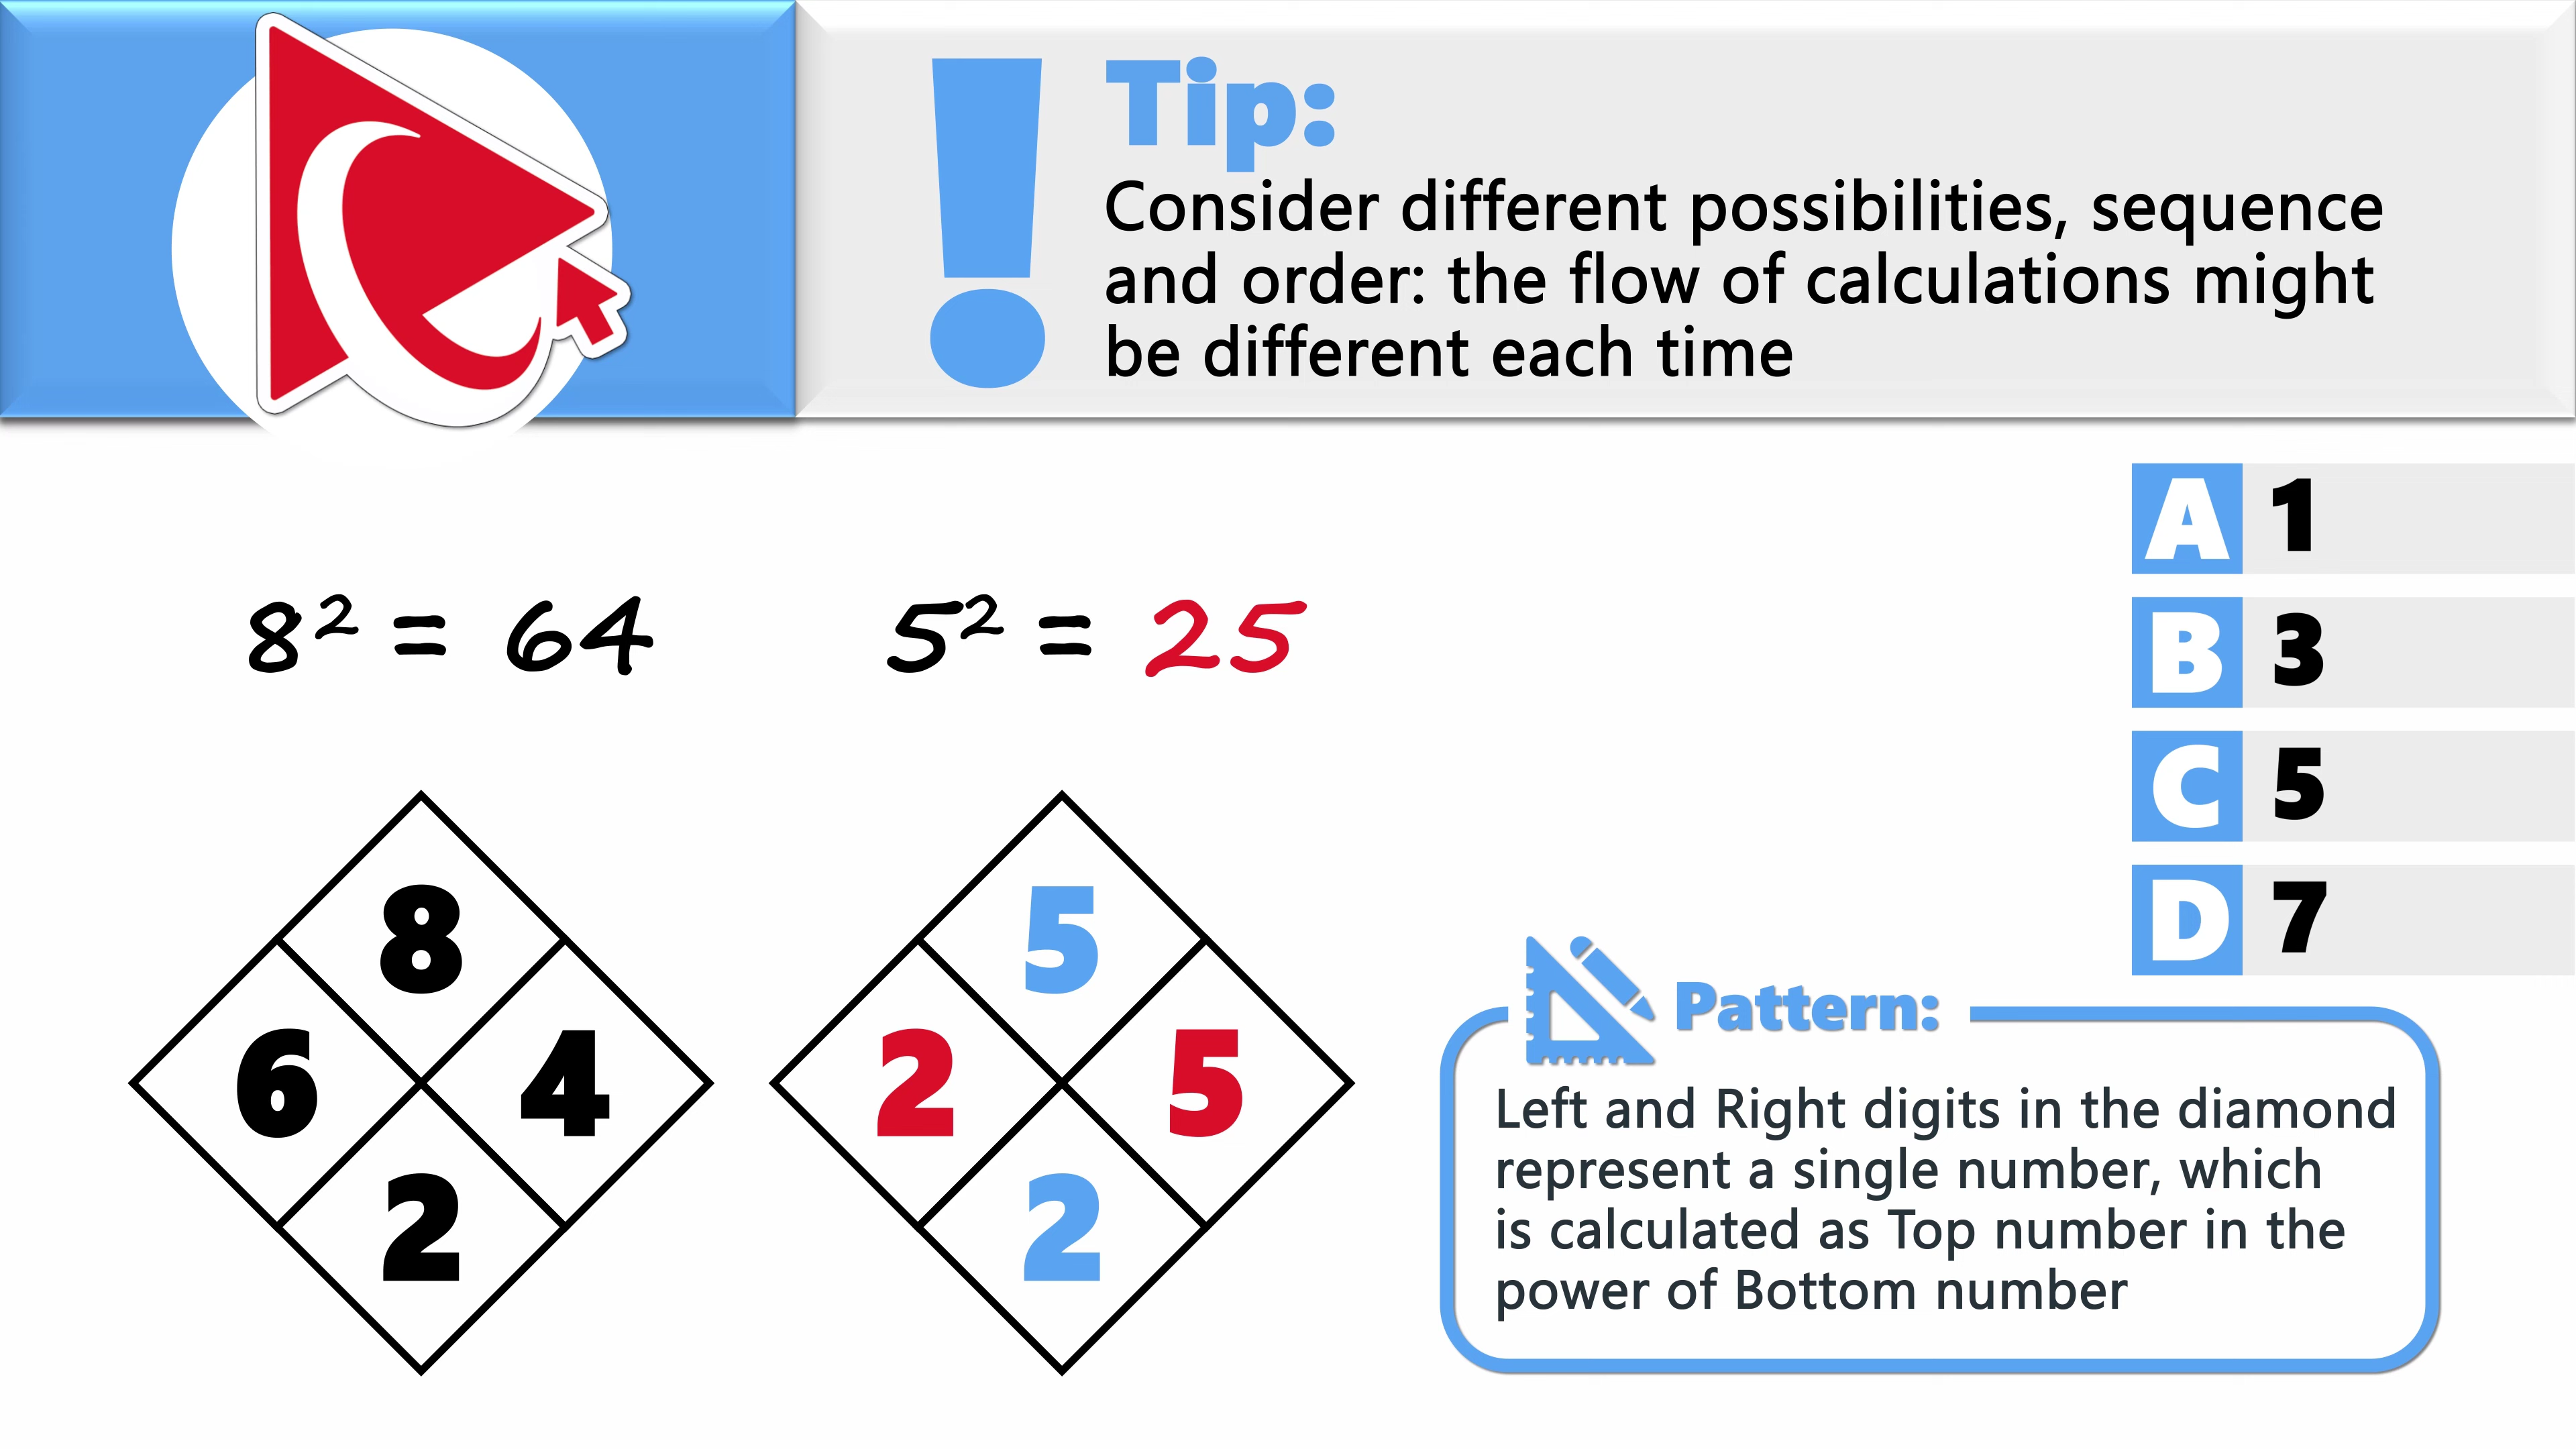 Tip:
Consider different possibilities, sequence
and order: the flow of calculations might
be different each time
A 1
B 3
C 5
D 7
8² = 64
5² = 25
8
6 4
2
5
2 5
2
Pattern:
Left and Right digits in the diamond
represent a single number, which
is calculated as Top number in the
power of Bottom number